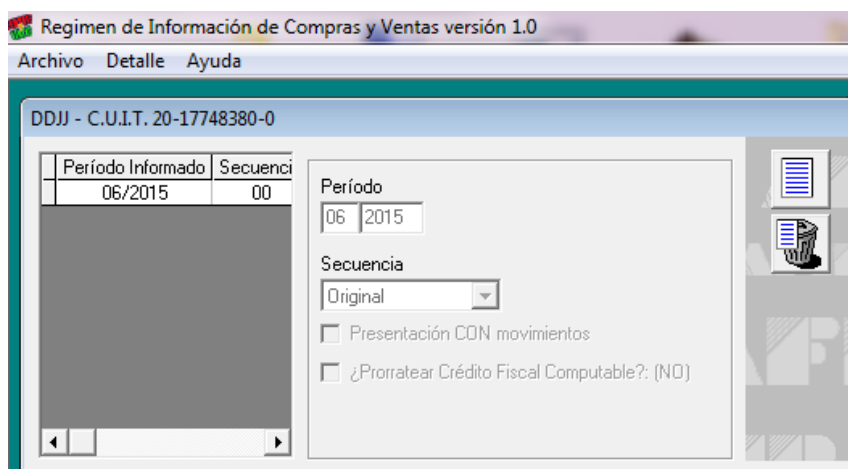 Regimen de Información de Compras y Ventas versión 1.0
Archivo Detalle Ayuda
DDJJ - C.U.I.T. 20-17748380-0
Período Informado Secuenci
06/2015 00
Período
06 2015
Secuencia
Original
Presentación CON movimientos
¿Prorratear Crédito Fiscal Computable?: (NO)